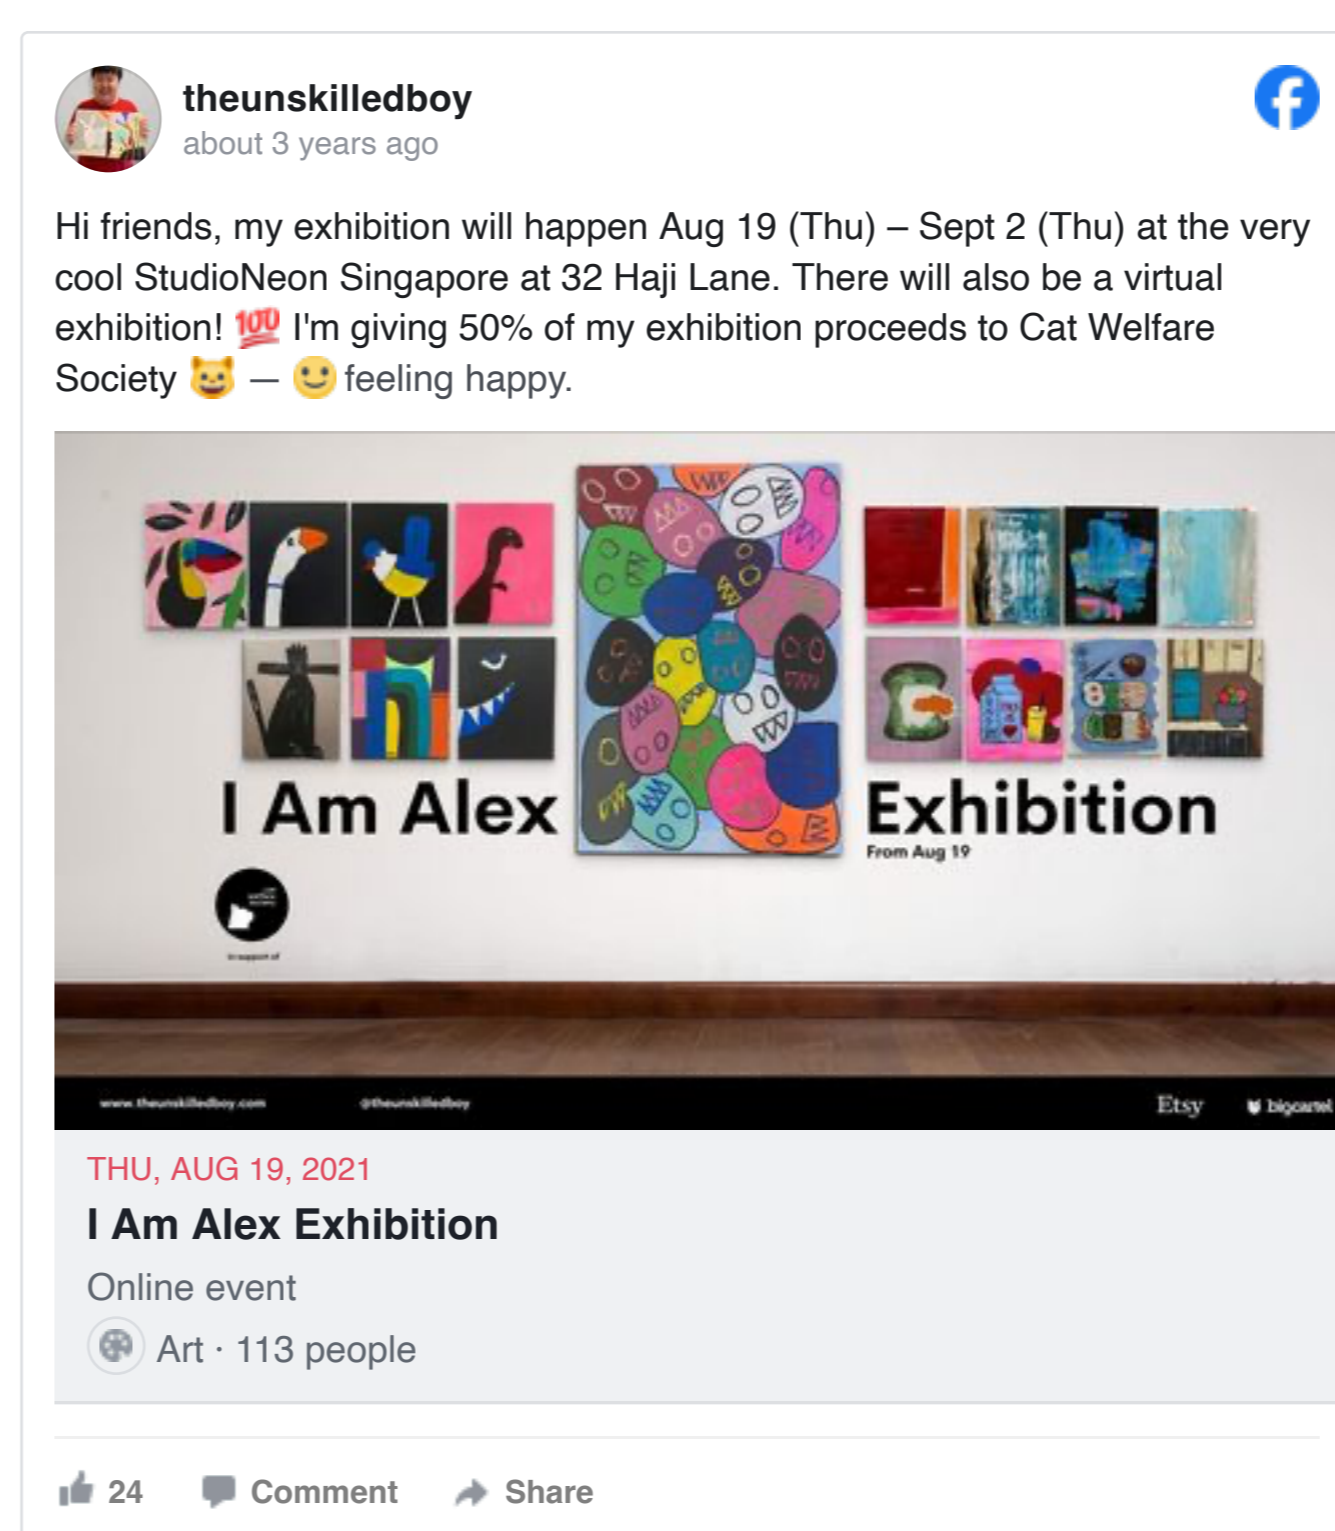 theunskilledboy
about 3 years ago
Hi friends, my exhibition will happen Aug 19 (Thu) – Sept 2 (Thu) at the very
cool StudioNeon Singapore at 32 Haji Lane. There will also be a virtual
exhibition! 💯 I'm giving 50% of my exhibition proceeds to Cat Welfare
Society 😺 — 🙂 feeling happy.
I Am Alex Exhibition
From Aug 19
in support of
www.theunskilledboy.com @theunskilledboy Etsy bigcartel
THU, AUG 19, 2021
I Am Alex Exhibition
Online event
Art · 113 people
24 Comment Share